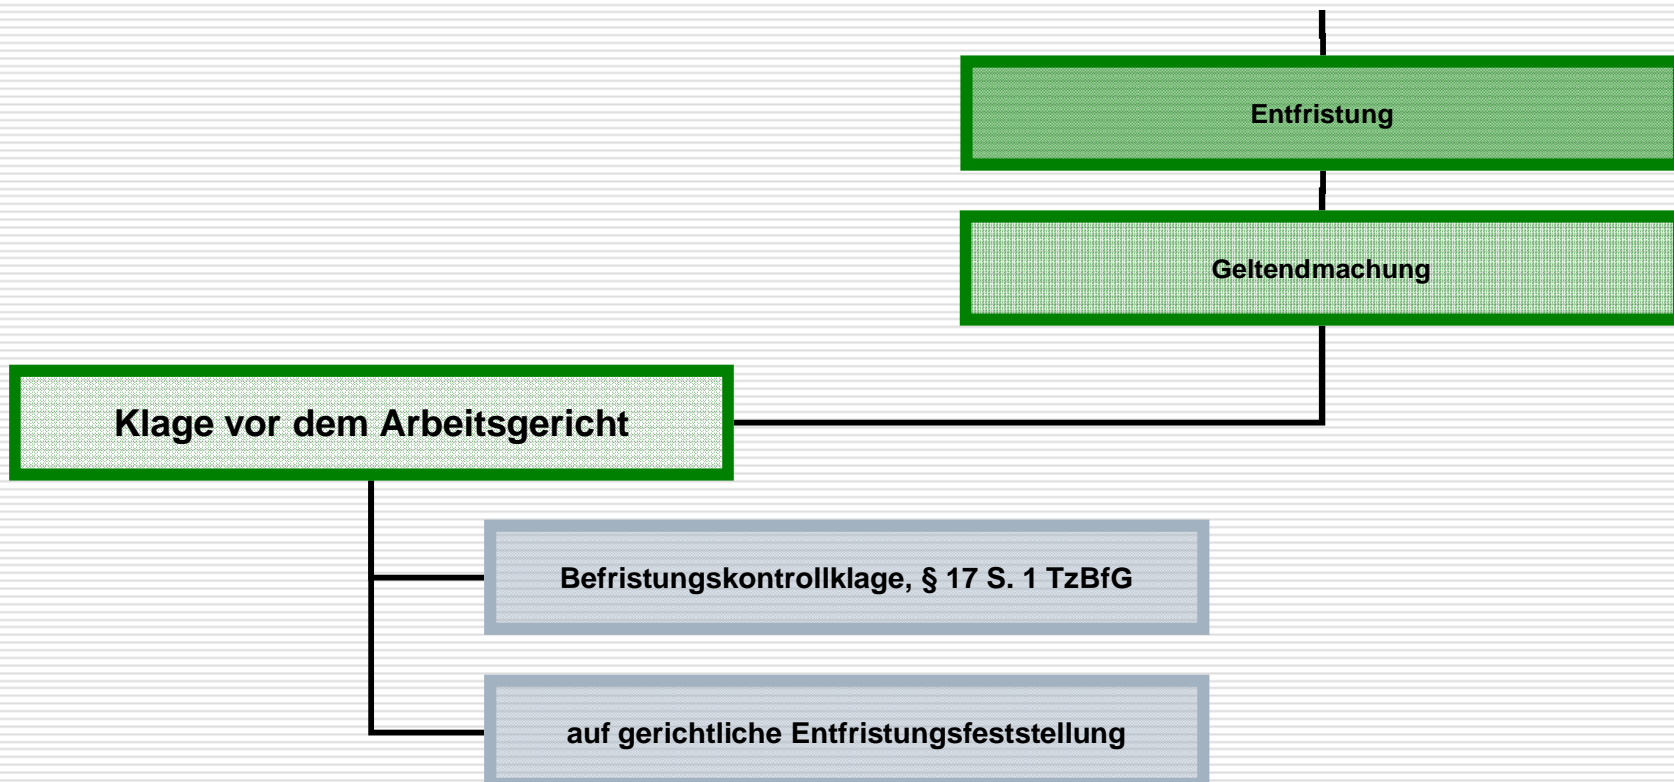 Entfristung
Geltendmachung
Klage vor dem Arbeitsgericht
Befristungskontrollklage, § 17 S. 1 TzBfG
auf gerichtliche Entfristungsfeststellung